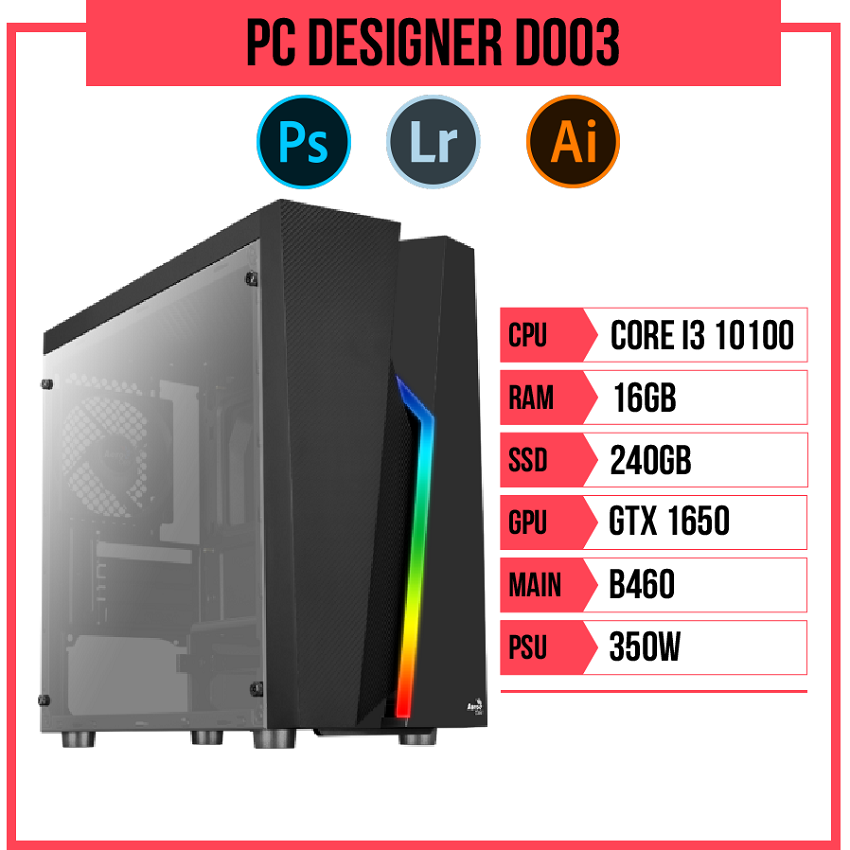 PC DESIGNER D003
Ps Lr Ai
CPU CORE I3 10100
RAM 16GB
SSD 240GB
GPU GTX 1650
MAIN B460
PSU 350W
Aero